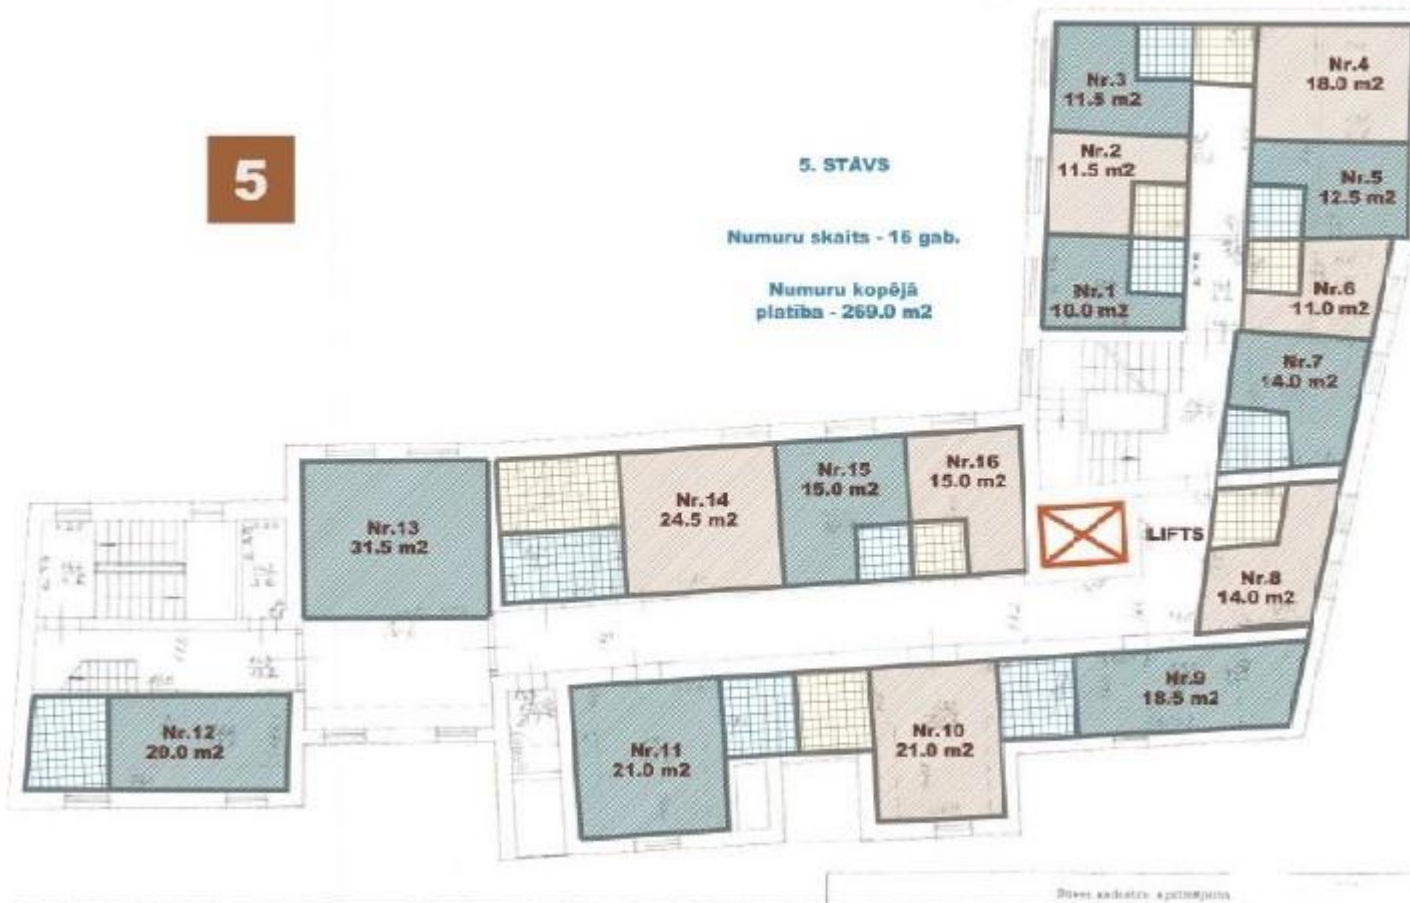 5
5. STĀVS
Numuru skaits - 16 gab.
Numuru kopējā
platība - 269.0 m2
Nr.3
11.5 m2
Nr.4
18.0 m2
Nr.2
11.5 m2
Nr.5
12.5 m2
Nr.1
10.0 m2
Nr.6
11.0 m2
Nr.7
14.0 m2
Nr.13
31.5 m2
Nr.14
24.5 m2
Nr.15
15.0 m2
Nr.16
15.0 m2
LIFTS
Nr.8
14.0 m2
Nr.12
20.0 m2
Nr.11
21.0 m2
Nr.10
21.0 m2
Nr.9
18.5 m2